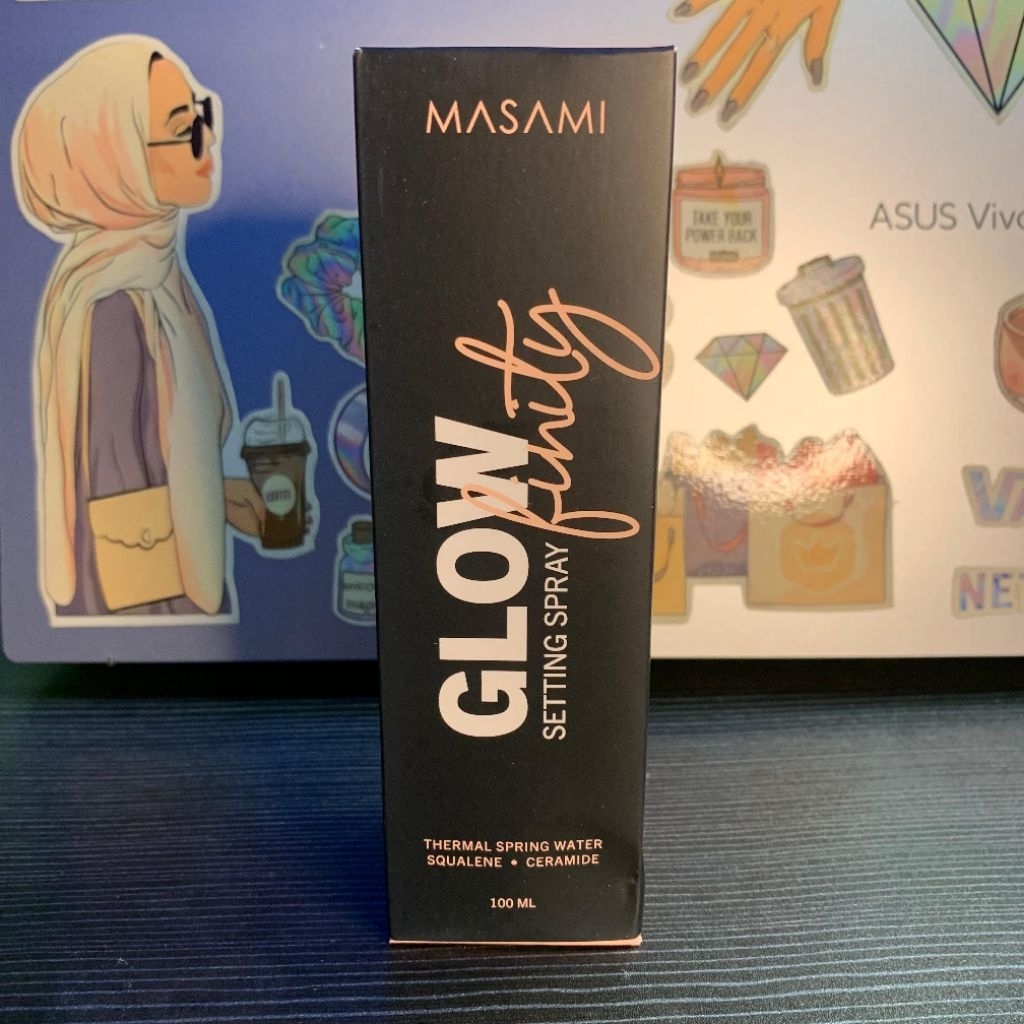 MASAMI
GLOW
finity
SETTING SPRAY
THERMAL SPRING WATER
SQUALENE • CERAMIDE
100 ML
TAKE YOUR
POWER BACK
ASUS Vivo